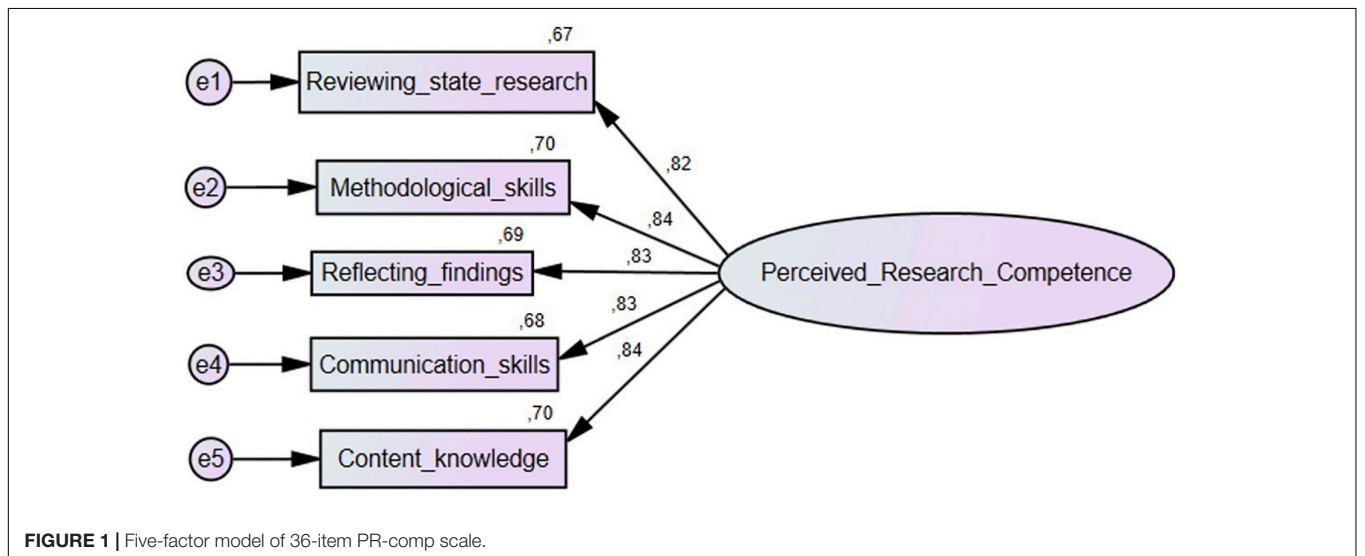 ,67
e1 Reviewing_state_research
,82
,70
e2 Methodological_skills
,84
,69
e3 Reflecting_findings
,83
Perceived_Research_Competence
,83
,68
e4 Communication_skills
,84
,70
e5 Content_knowledge
FIGURE 1 | Five-factor model of 36-item PR-comp scale.